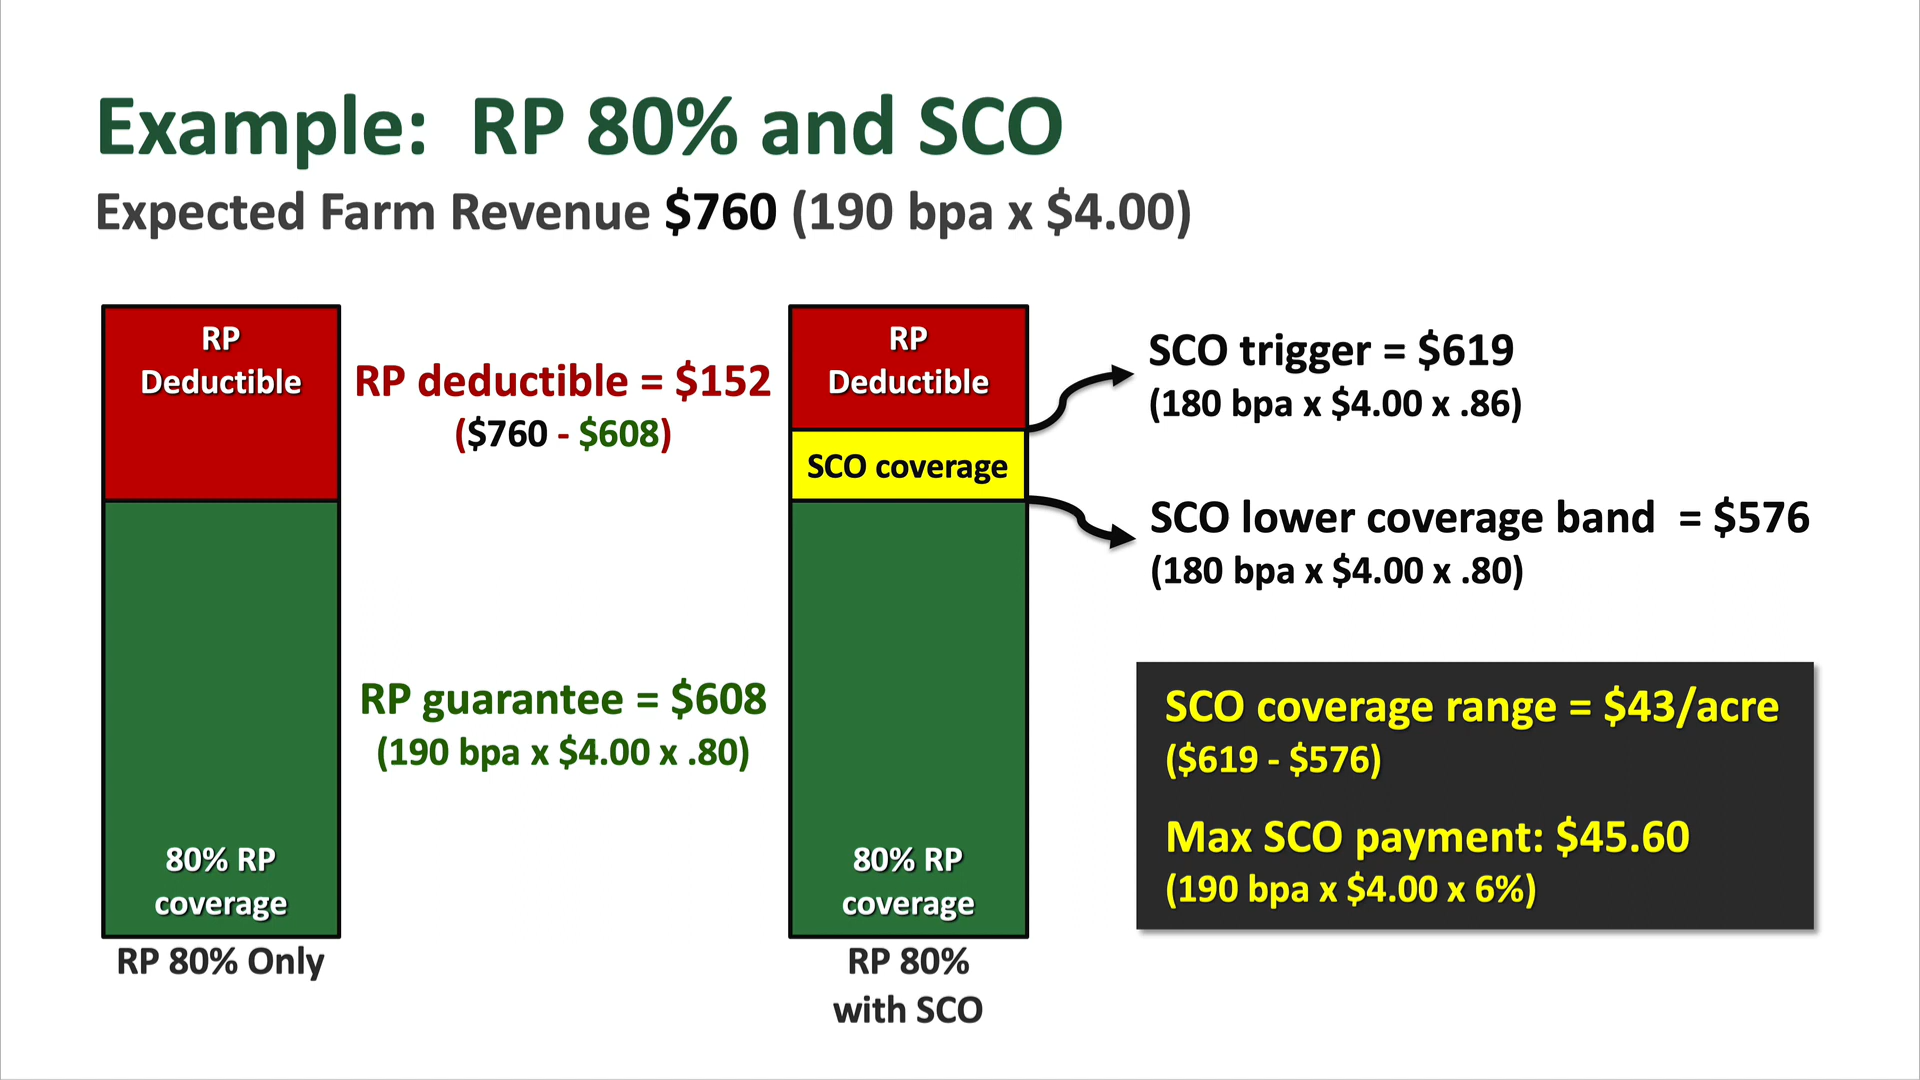 Example:  RP 80% and SCO
Expected Farm Revenue $760 (190 bpa x $4.00)
RP
Deductible
RP deductible = $152
($760 - $608)
RP guarantee = $608
(190 bpa x $4.00 x .80)
80% RP
coverage
RP 80% Only
RP
Deductible
SCO coverage
80% RP
coverage
RP 80%
with SCO
SCO trigger = $619
(180 bpa x $4.00 x .86)
SCO lower coverage band  = $576
(180 bpa x $4.00 x .80)
SCO coverage range = $43/acre
($619 - $576)
Max SCO payment: $45.60
(190 bpa x $4.00 x 6%)